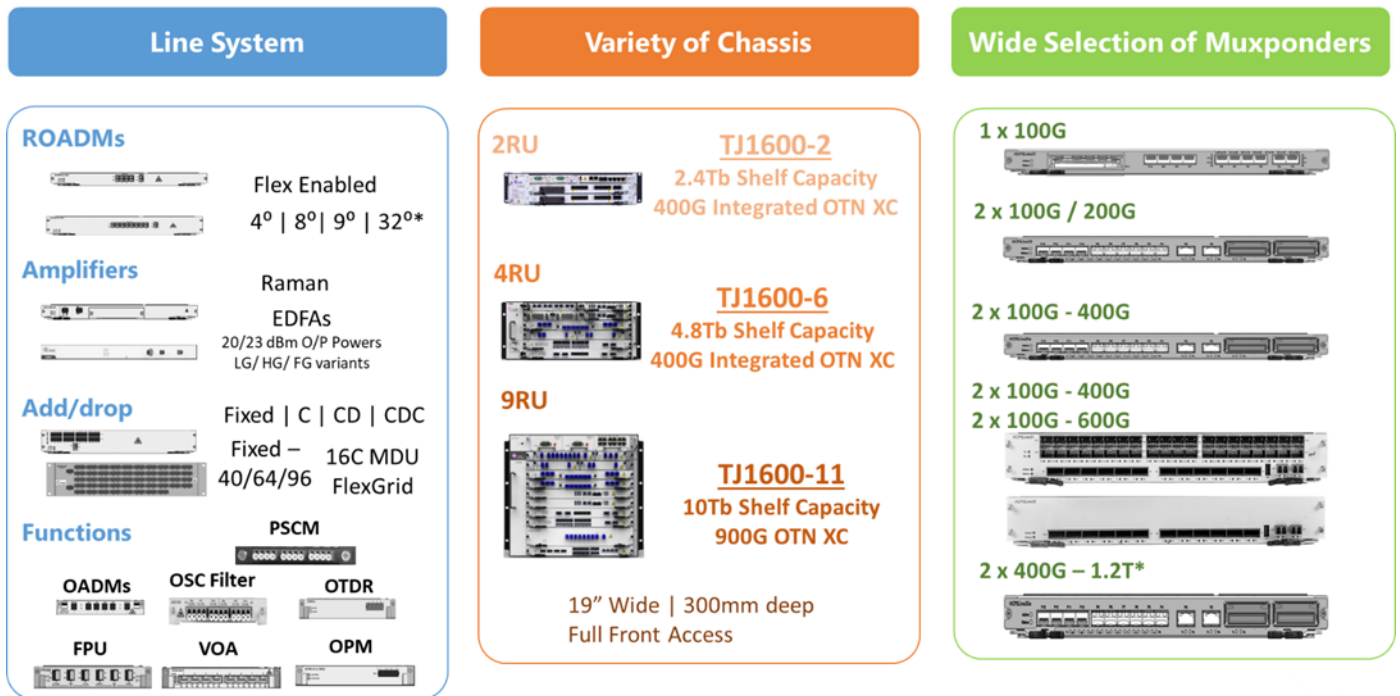 Line System
ROADMs
Flex Enabled
4⁰ | 8⁰| 9⁰ | 32⁰*
Amplifiers
Raman
EDFAs
20/23 dBm O/P Powers
LG/ HG/ FG variants
Add/drop
Fixed | C | CD | CDC
Fixed –
40/64/96
16C MDU
FlexGrid
Functions
PSCM
OADMs
OSC Filter
OTDR
FPU
VOA
OPM
Variety of Chassis
2RU
TJ1600-2
2.4Tb Shelf Capacity
400G Integrated OTN XC
4RU
TJ1600-6
4.8Tb Shelf Capacity
400G Integrated OTN XC
9RU
TJ1600-11
10Tb Shelf Capacity
900G OTN XC
19” Wide | 300mm deep
Full Front Access
Wide Selection of Muxponders
1 x 100G
2 x 100G / 200G
2 x 100G - 400G
2 x 100G - 400G
2 x 100G - 600G
2 x 400G – 1.2T*